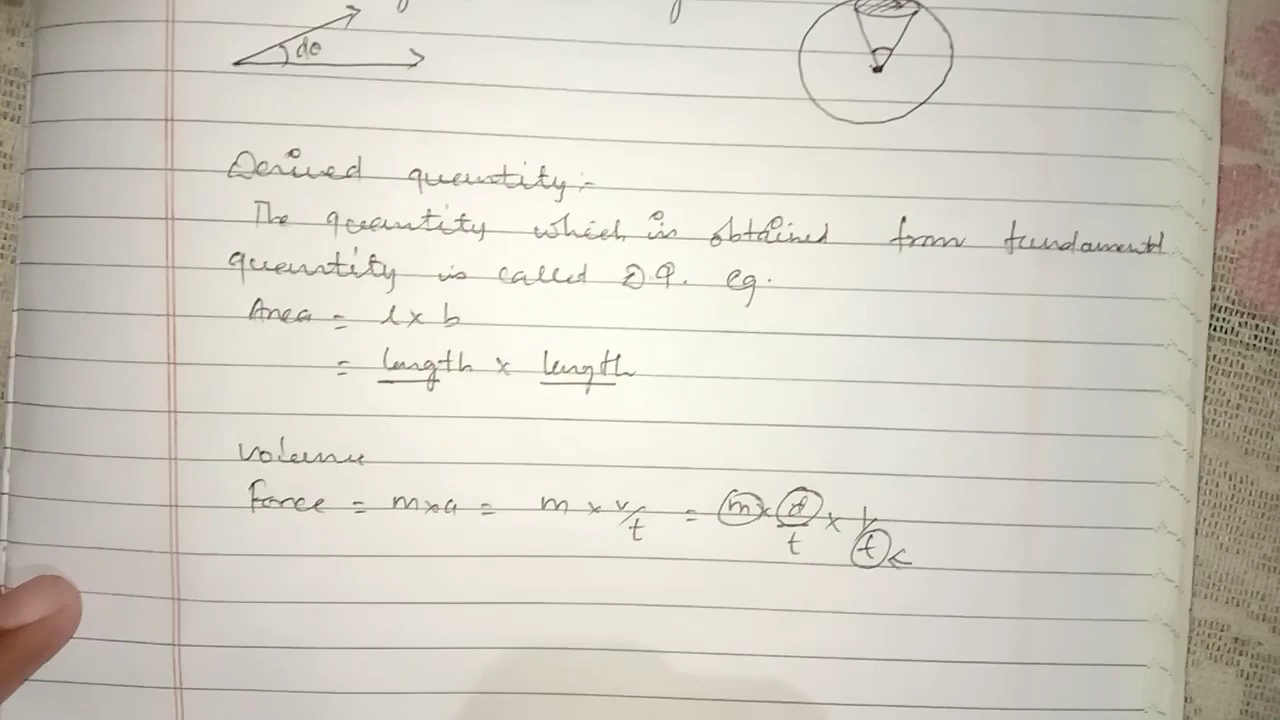 dθ
Derived quantity :-
The quantity which is obtained from fundamental
quantity is called D.Q. eg.
Area = l x b
= length x length
Volume
Force = m x a = m x v/t = m x d/t x 1/t